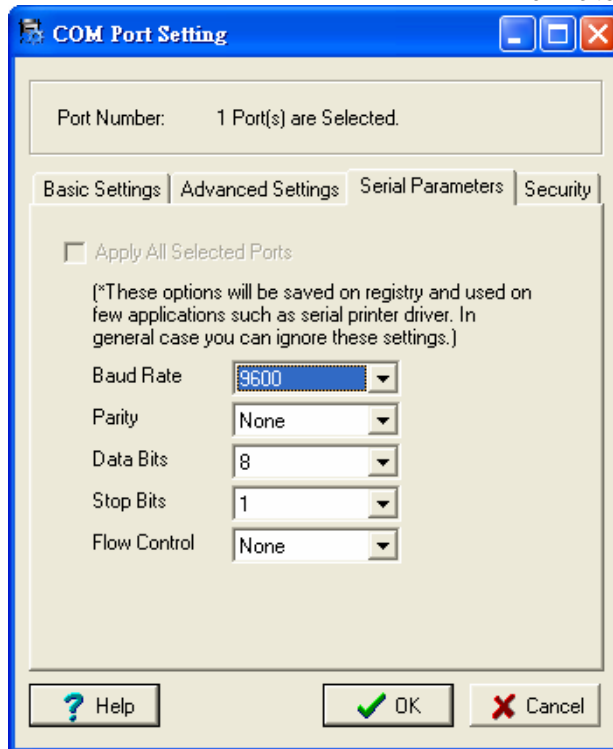 COM Port Setting
Port Number: 1 Port(s) are Selected.
Basic Settings Advanced Settings Serial Parameters Security
Apply All Selected Ports
(*These options will be saved on registry and used on
few applications such as serial printer driver. In
general case you can ignore these settings.)
Baud Rate 9600
Parity None
Data Bits 8
Stop Bits 1
Flow Control None
Help OK Cancel